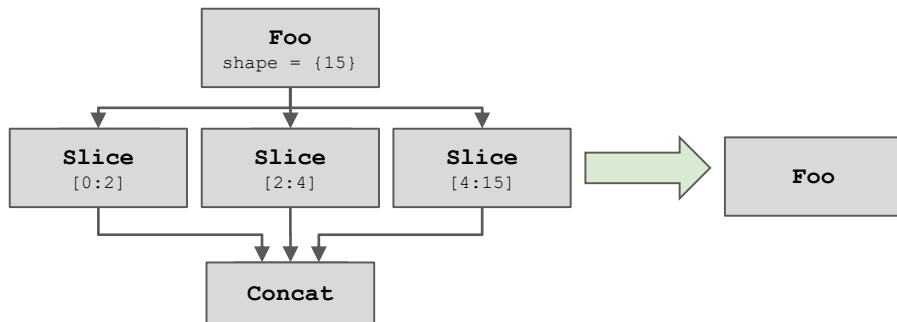 Foo
shape = {15}
Slice
[0:2]
Slice
[2:4]
Slice
[4:15]
Foo
Concat